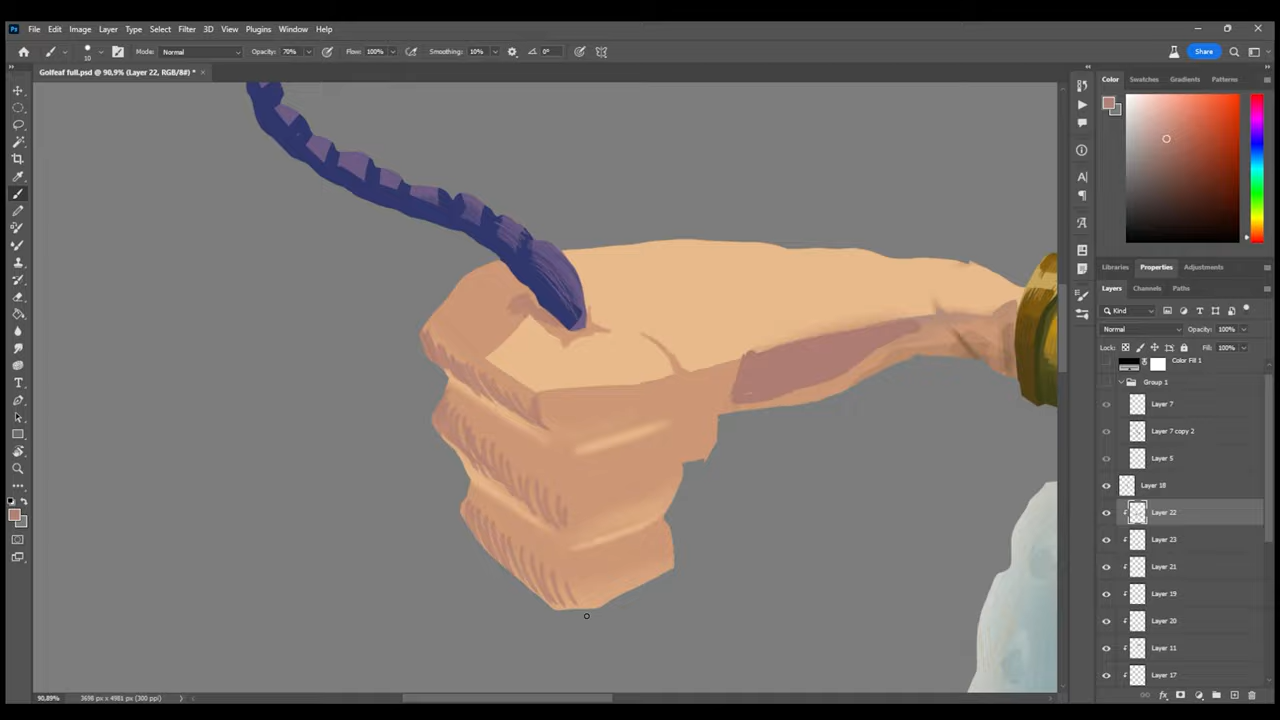 Ps File Edit Image Layer Type Select Filter 3D View Plugins Window Help
10 Mode: Normal Opacity: 70% Flow: 100% Smoothing: 10% 0° Share
Golfeaf full.psd @ 90,9% (Layer 22, RGB/8#) * ×
Color Swatches Gradients Patterns
Libraries Properties Adjustments
Layers Channels Paths
Kind
Normal Opacity: 100%
Lock: Fill: 100%
Color Fill 1
Group 1
Layer 7
Layer 7 copy 2
Layer 5
Layer 18
Layer 22
Layer 23
Layer 21
Layer 19
Layer 20
Layer 11
Layer 17
90,89% 3698 px x 4981 px (300 ppi)